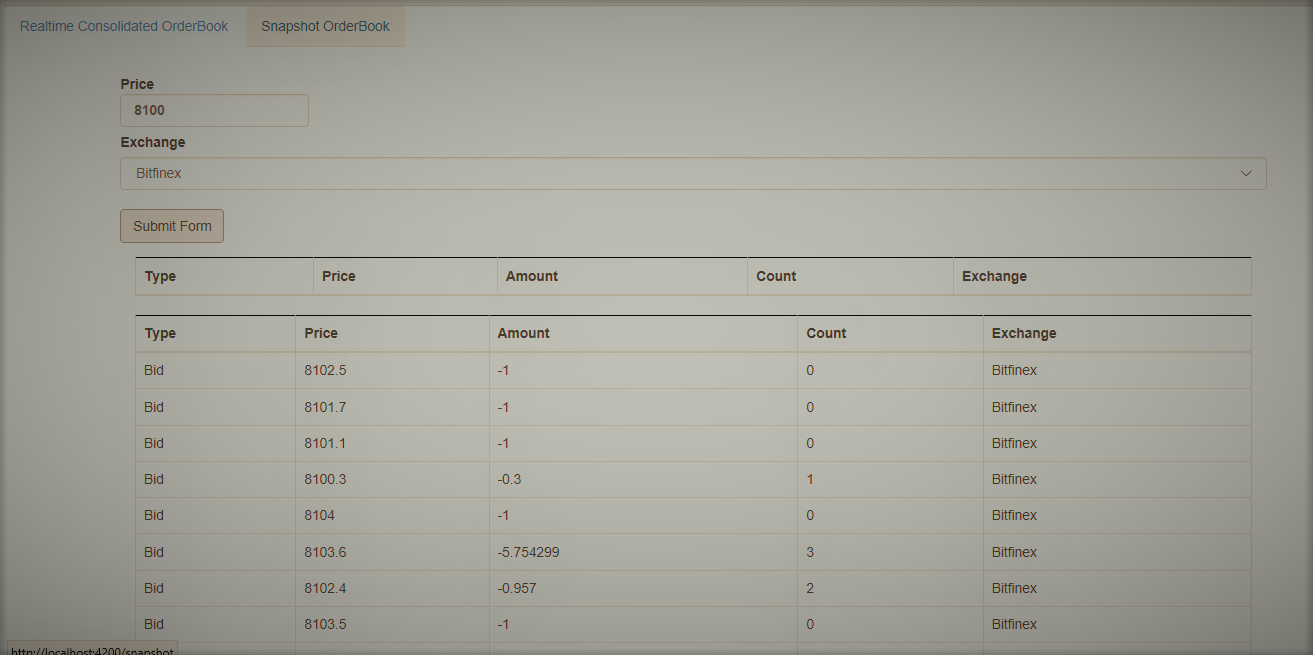 Realtime Consolidated OrderBook Snapshot OrderBook
Price
8100
Exchange
Bitfinex
Submit Form
Type Price Amount Count Exchange
Type Price Amount Count Exchange
Bid 8102.5 -1 0 Bitfinex
Bid 8101.7 -1 0 Bitfinex
Bid 8101.1 -1 0 Bitfinex
Bid 8100.3 -0.3 1 Bitfinex
Bid 8104 -1 0 Bitfinex
Bid 8103.6 -5.754299 3 Bitfinex
Bid 8102.4 -0.957 2 Bitfinex
Bid 8103.5 -1 0 Bitfinex
http://localhost:4200/snapshot